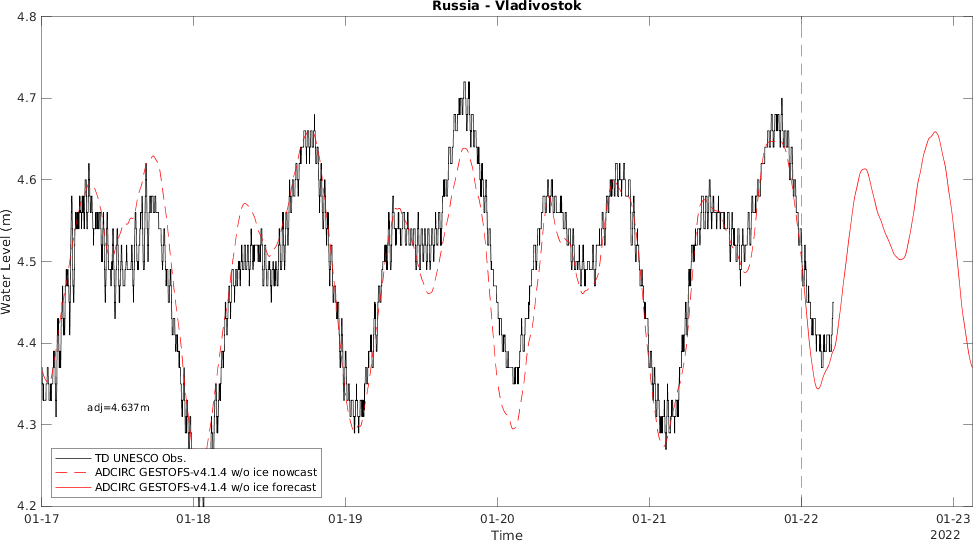 Russia - Vladivostok
4.8
4.7
4.6
4.5
4.4
4.3
4.2
Water Level (m)
adj=4.637m
TD UNESCO Obs.
ADCIRC GESTOFS-v4.1.4 w/o ice nowcast
ADCIRC GESTOFS-v4.1.4 w/o ice forecast
01-17 01-18 01-19 01-20 01-21 01-22 01-23
Time
2022